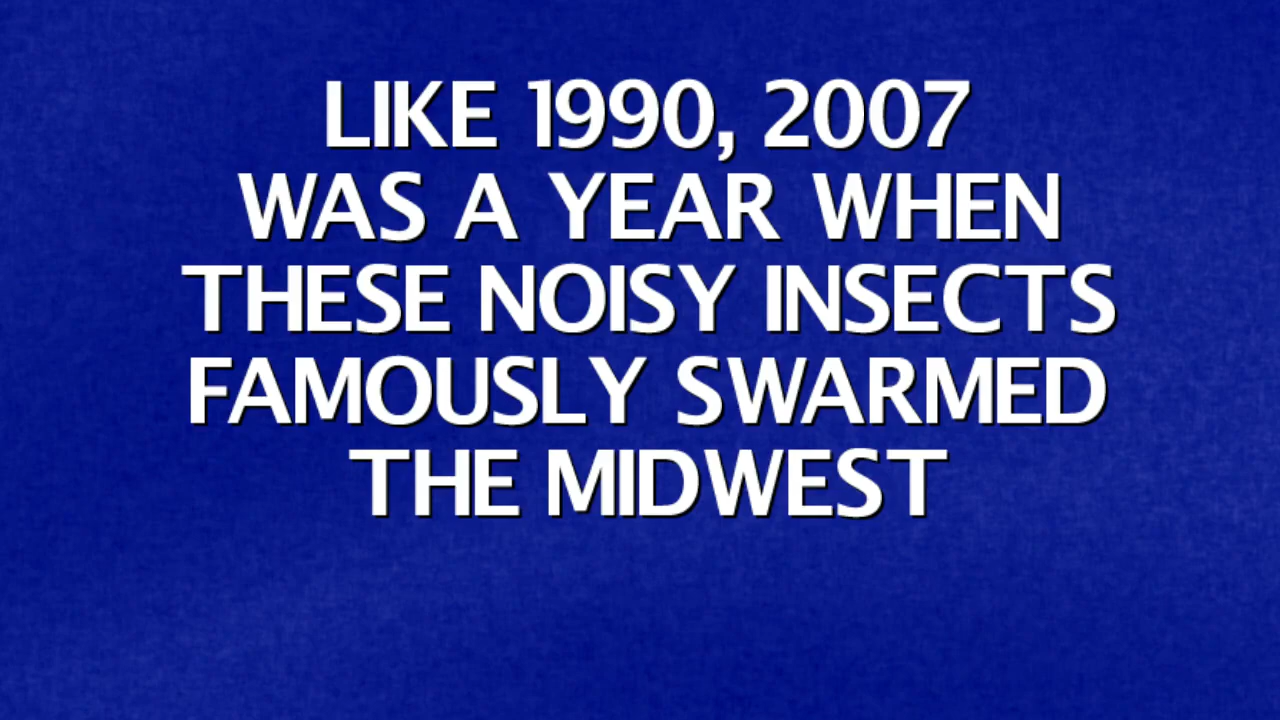 LIKE 1990, 2007
WAS A YEAR WHEN
THESE NOISY INSECTS
FAMOUSLY SWARMED
THE MIDWEST